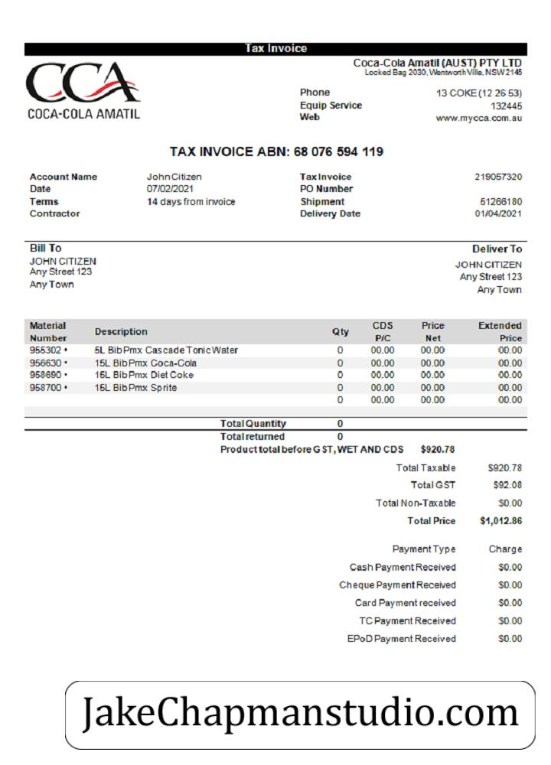 Tax Invoice
CCA
COCA-COLA AMATIL
Coca-Cola Amatil (AUST) PTY LTD
Locked Bag 2030, Wentworth Ville, NSW 2145
Phone 13 COKE (12 26 53)
Equip Service 132445
Web www.mycca.com.au
TAX INVOICE ABN: 68 076 594 119
Account Name John Citizen Tax Invoice 219057320
Date 07/02/2021 PO Number
Terms 14 days from invoice Shipment 51266180
Contractor Delivery Date 01/04/2021
Bill To Deliver To
JOHN CITIZEN JOHN CITIZEN
Any Street 123 Any Street 123
Any Town Any Town
Material Number Description Qty CDS P/C Price Net Extended Price
955302 • 5L Bib Pmx Cascade Tonic Water 0 00.00 00.00 00.00
956630 • 15L Bib Pmx Coca-Cola 0 00.00 00.00 00.00
958690 • 15L Bib Pmx Diet Coke 0 00.00 00.00 00.00
958700 • 15L Bib Pmx Sprite 0 00.00 00.00 00.00
0 00.00 00.00 00.00
Total Quantity 0
Total returned 0
Product total before GST, WET AND CDS $920.78
Total Taxable $920.78
Total GST $92.08
Total Non-Taxable $0.00
Total Price $1,012.86
Payment Type Charge
Cash Payment Received $0.00
Cheque Payment Received $0.00
Card Payment received $0.00
TC Payment Received $0.00
EPoD Payment Received $0.00
JakeChapmanstudio.com